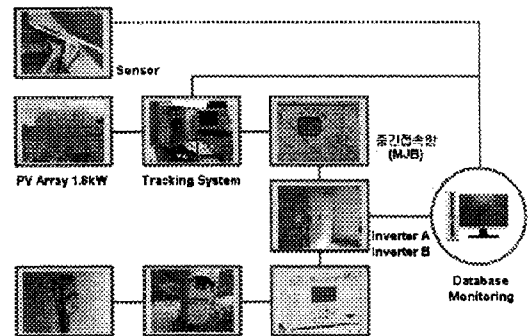 Sensor
PV Array 1.8kW
Tracking System
중간접속함
(MJB)
Inverter A
Inverter B
Database
Monitoring